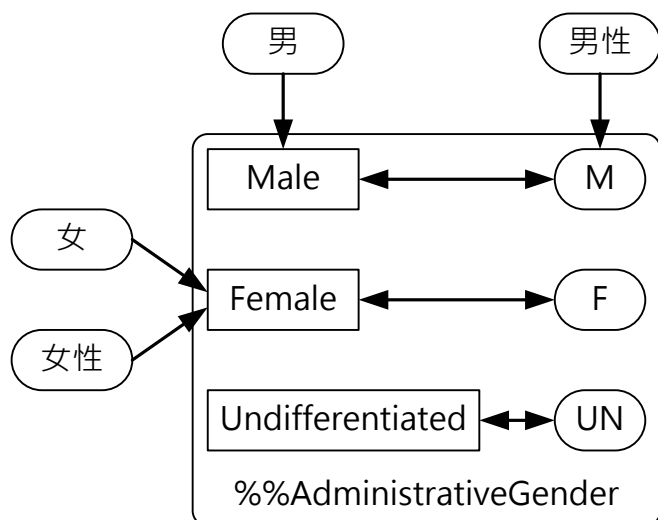 男
男性
Male
M
女
Female
F
女性
Undifferentiated
UN
%%AdministrativeGender